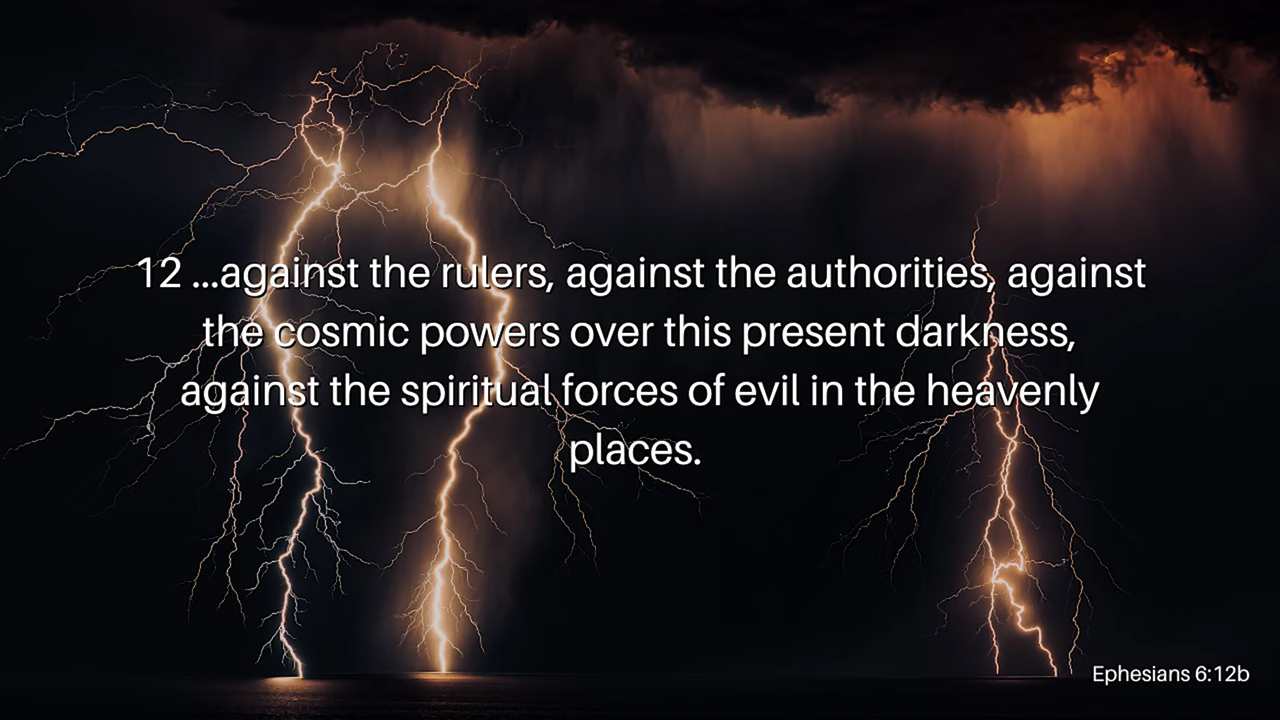 12 ...against the rulers, against the authorities, against
the cosmic powers over this present darkness,
against the spiritual forces of evil in the heavenly
places.
Ephesians 6:12b